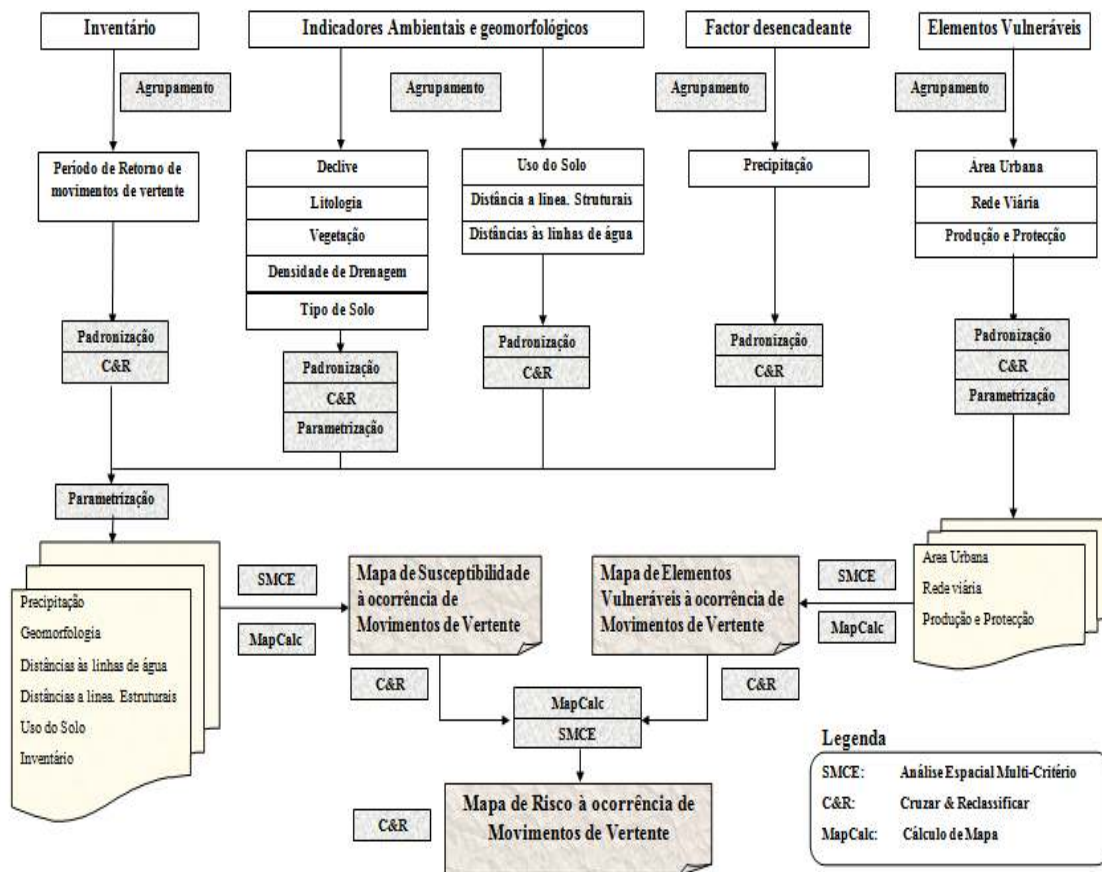 Inventário
Indicadores Ambientais e geomorfológicos
Factor desencadeante
Elementos Vulneráveis
Agrupamento
Agrupamento
Agrupamento
Agrupamento
Período de Retorno de
movimentos de vertente
Declive
Litologia
Vegetação
Densidade de Drenagem
Tipo de Solo
Uso do Solo
Distância a linea. Struturais
Distâncias às linhas de água
Precipitação
Área Urbana
Rede Viária
Produção e Protecção
Padronização
C&R
Padronização
C&R
Parametrização
Padronização
C&R
Padronização
C&R
Padronização
C&R
Parametrização
Parametrização
Precipitação
Geomorfologia
Distâncias às linhas de água
Distâncias a linea. Estruturais
Uso do Solo
Inventário
SMCE
MapCalc
Mapa de Susceptibilidade
à ocorrência de
Movimentos de Vertente
Mapa de Elementos
Vulneráveis à ocorrência de
Movimentos de Vertente
SMCE
MapCalc
Area Urbana
Rede viária
Produção e Protecção
C&R
C&R
MapCalc
SMCE
C&R
Mapa de Risco à ocorrência de
Movimentos de Vertente
Legenda
SMCE: Análise Espacial Multi-Critério
C&R: Cruzar & Reclassificar
MapCalc: Cálculo de Mapa